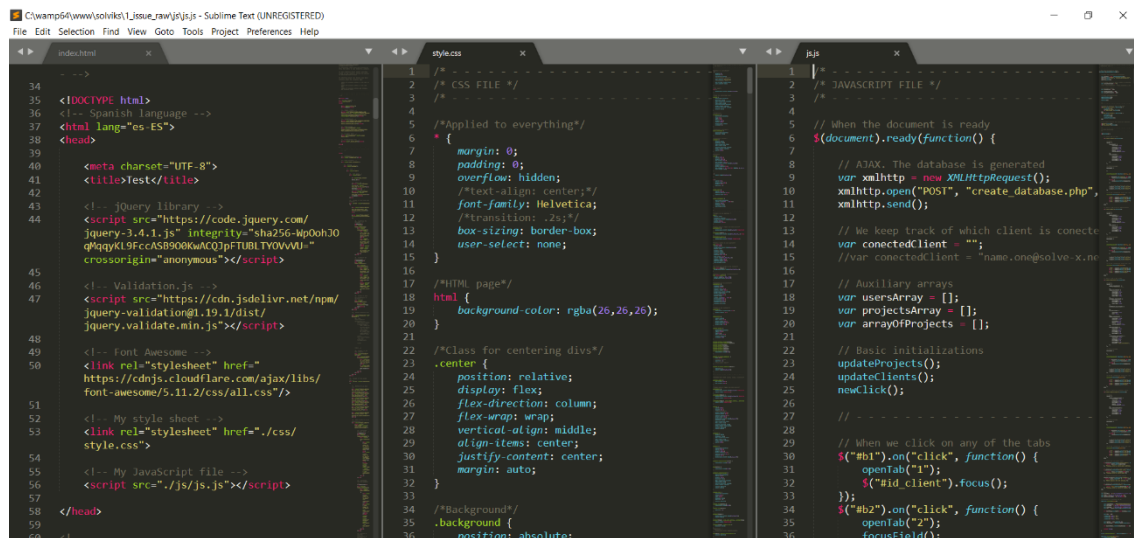 C:\wamp64\www\solviks\1_issue_raw\js\js.js - Sublime Text (UNREGISTERED)
File Edit Selection Find View Goto Tools Project Preferences Help
index.html ×
- -->
34
35 <!DOCTYPE html>
36 <!-- Spanish language -->
37 <html lang="es-ES">
38 <head>
39
40 <meta charset="UTF-8">
41 <title>Test</title>
42
43 <!-- jQuery library -->
44 <script src="https://code.jquery.com/
jquery-3.4.1.js" integrity="sha256-WpOohJO
qMqqyKL9FccASB9O0KwACQJpFTUBLTYOVvVU="
crossorigin="anonymous"></script>
45
46 <!-- Validation.js -->
47 <script src="https://cdn.jsdelivr.net/npm/
jquery-validation@1.19.1/dist/
jquery.validate.min.js"></script>
48
49 <!-- Font Awesome -->
50 <link rel="stylesheet" href="
https://cdnjs.cloudflare.com/ajax/libs/
font-awesome/5.11.2/css/all.css"/>
51
52 <!-- My style sheet -->
53 <link rel="stylesheet" href="./css/
style.css">
54
55 <!-- My JavaScript file -->
56 <script src="./js/js.js"></script>
57
58 </head>
59
60 <!
style.css ×
1 /* - - - - - - - - - - - - - - - - - - - -
2 /* CSS FILE */
3 /* - - - - - - - - - - - - - - - - - - - -
4
5 /*Applied to everything*/
6 * {
7 margin: 0;
8 padding: 0;
9 overflow: hidden;
10 /*text-align: center;*/
11 font-family: Helvetica;
12 /*transition: .2s;*/
13 box-sizing: border-box;
14 user-select: none;
15 }
16
17 /*HTML page*/
18 html {
19 background-color: rgba(26,26,26);
20 }
21
22 /*Class for centering divs*/
23 .center {
24 position: relative;
25 display: flex;
26 flex-direction: column;
27 flex-wrap: wrap;
28 vertical-align: middle;
29 align-items: center;
30 justify-content: center;
31 margin: auto;
32 }
33
34 /*Background*/
35 .background {
36 position: absolute;
js.js ×
1 /* - - - - - - - - - - - - - - - - - - - -
2 /* JAVASCRIPT FILE */
3 /* - - - - - - - - - - - - - - - - - - - -
4
5 // When the document is ready
6 $(document).ready(function() {
7
8 // AJAX. The database is generated
9 var xmlhttp = new XMLHttpRequest();
10 xmlhttp.open("POST", "create_database.php",
11 xmlhttp.send();
12
13 // We keep track of which client is conecte
14 var conectedClient = "";
15 //var conectedClient = "name.one@solve-x.ne
16
17 // Auxiliary arrays
18 var usersArray = [];
19 var projectsArray = [];
20 var arrayOfProjects = [];
21
22 // Basic initializations
23 updateProjects();
24 updateClients();
25 newClick();
26
27 // - - - - - - - - - - - - - - - - - - - -
28
29 // When we click on any of the tabs
30 $("#b1").on("click", function() {
31 openTab("1");
32 $("#id_client").focus();
33 });
34 $("#b2").on("click", function() {
35 openTab("2");
36 focusField();